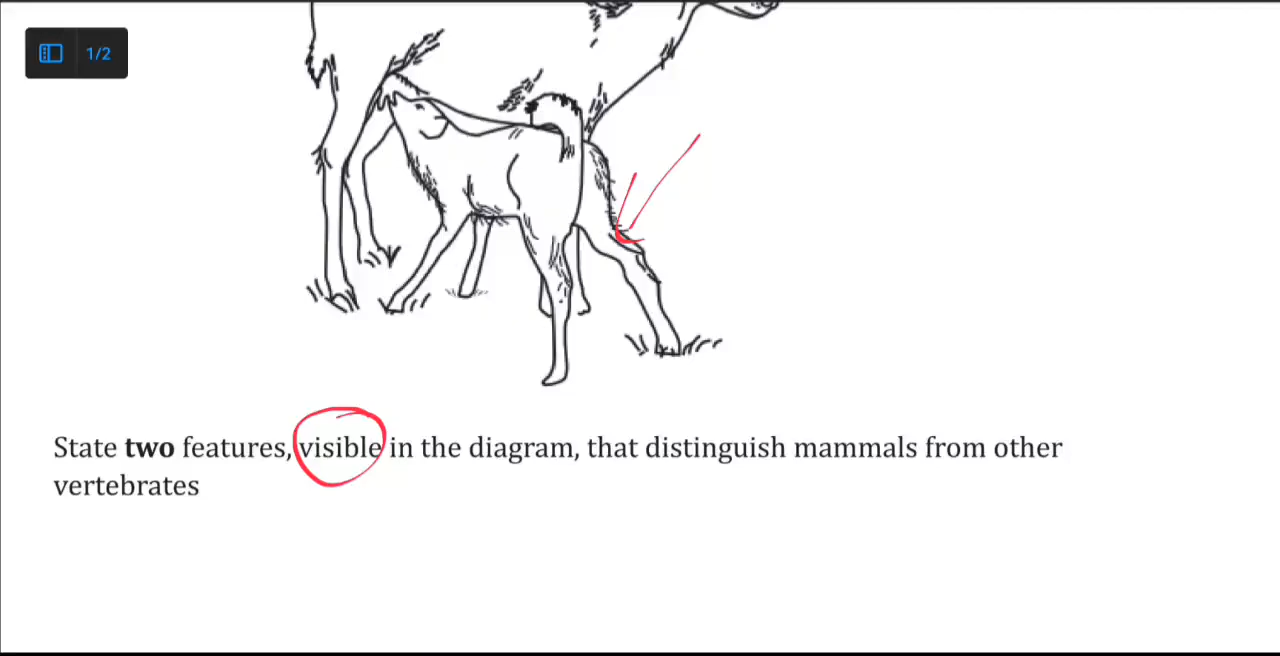 1/2
State two features, visible in the diagram, that distinguish mammals from other
vertebrates